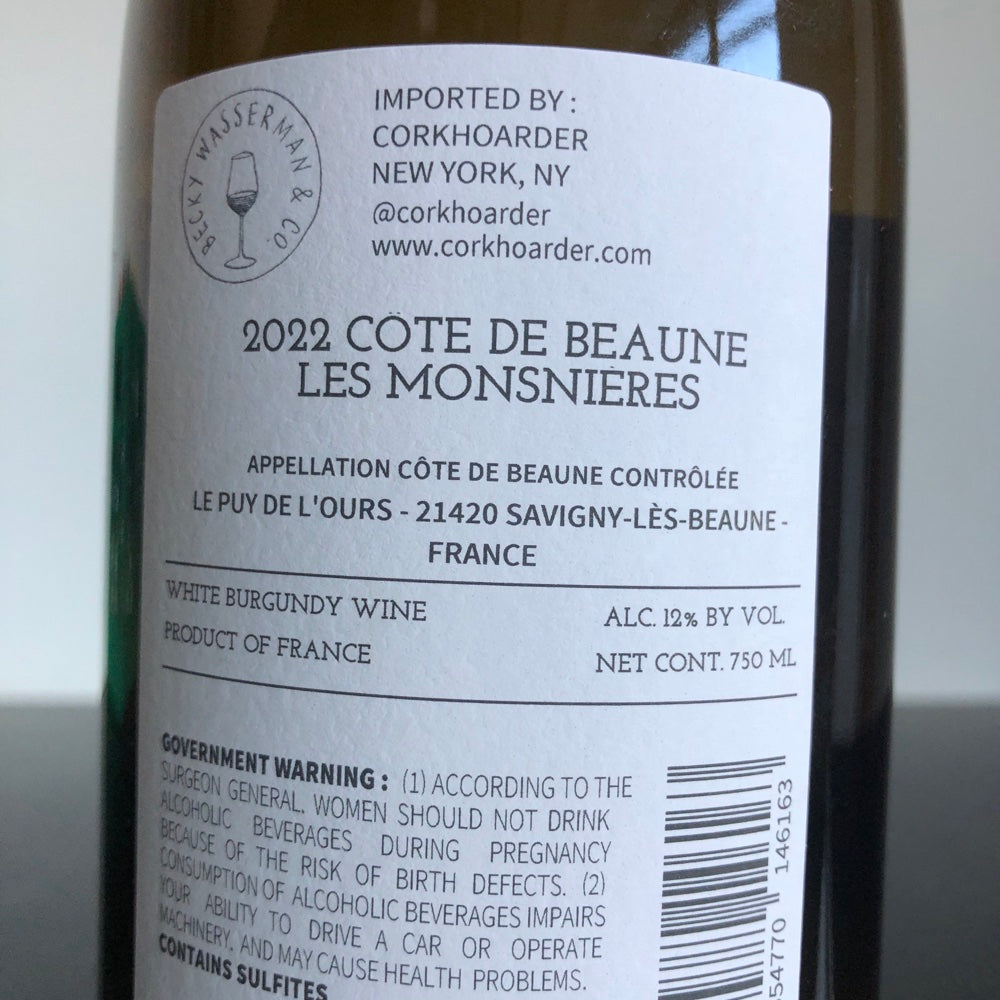 BECKY WASSERMAN & CO.
IMPORTED BY :
CORKHOARDER
NEW YORK, NY
@corkhoarder
www.corkhoarder.com
2022 CÔTE DE BEAUNE
LES MONSNIÈRES
APPELLATION CÔTE DE BEAUNE CONTRÔLÉE
LE PUY DE L'OURS - 21420 SAVIGNY-LÈS-BEAUNE -
FRANCE
WHITE BURGUNDY WINE
ALC. 12% BY VOL.
PRODUCT OF FRANCE
NET CONT. 750 ML
GOVERNMENT WARNING : (1) ACCORDING TO THE
SURGEON GENERAL. WOMEN SHOULD NOT DRINK
ALCOHOLIC BEVERAGES DURING PREGNANCY
BECAUSE OF THE RISK OF BIRTH DEFECTS. (2)
CONSUMPTION OF ALCOHOLIC BEVERAGES IMPAIRS
YOUR ABILITY TO DRIVE A CAR OR OPERATE
MACHINERY, AND MAY CAUSE HEALTH PROBLEMS.
CONTAINS SULFITES
54770 146163